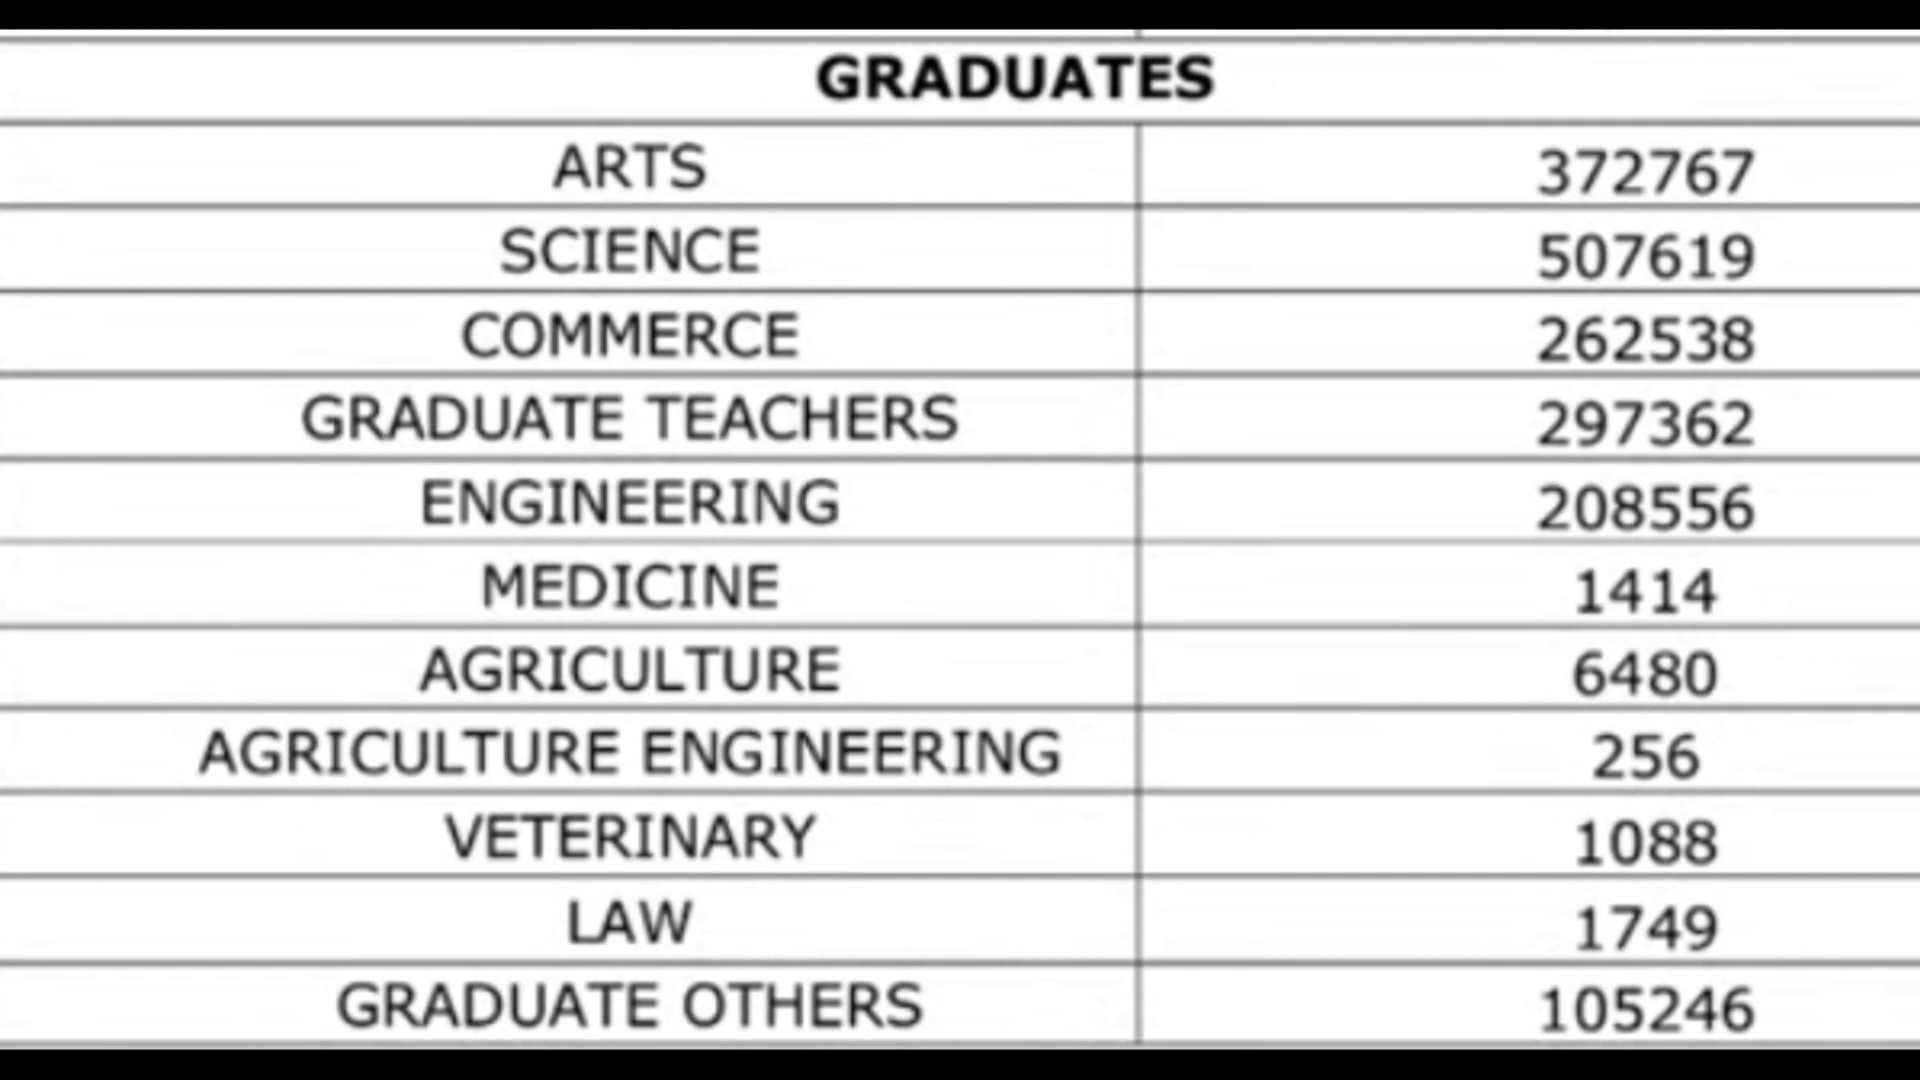 GRADUATES
ARTS 372767
SCIENCE 507619
COMMERCE 262538
GRADUATE TEACHERS 297362
ENGINEERING 208556
MEDICINE 1414
AGRICULTURE 6480
AGRICULTURE ENGINEERING 256
VETERINARY 1088
LAW 1749
GRADUATE OTHERS 105246